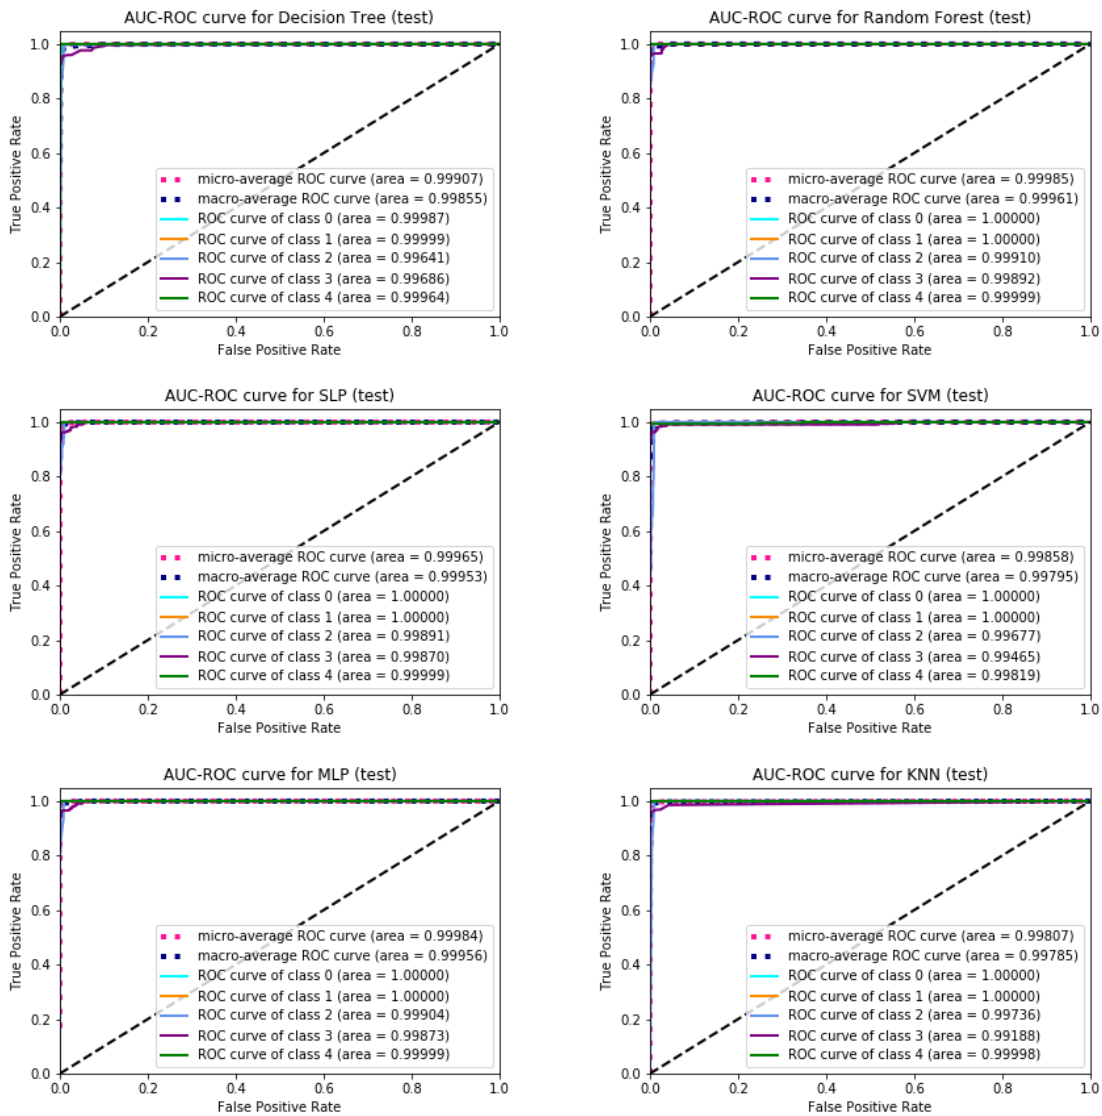 AUC-ROC curve for Decision Tree (test)
1.0
0.8
0.6
0.4
0.2
0.0
True Positive Rate
micro-average ROC curve (area = 0.99907)
macro-average ROC curve (area = 0.99855)
ROC curve of class 0 (area = 0.99987)
ROC curve of class 1 (area = 0.99999)
ROC curve of class 2 (area = 0.99641)
ROC curve of class 3 (area = 0.99686)
ROC curve of class 4 (area = 0.99964)
0.0 0.2 0.4 0.6 0.8 1.0
False Positive Rate
AUC-ROC curve for Random Forest (test)
1.0
0.8
0.6
0.4
0.2
0.0
True Positive Rate
micro-average ROC curve (area = 0.99985)
macro-average ROC curve (area = 0.99961)
ROC curve of class 0 (area = 1.00000)
ROC curve of class 1 (area = 1.00000)
ROC curve of class 2 (area = 0.99910)
ROC curve of class 3 (area = 0.99892)
ROC curve of class 4 (area = 0.99999)
0.0 0.2 0.4 0.6 0.8 1.0
False Positive Rate
AUC-ROC curve for SLP (test)
1.0
0.8
0.6
0.4
0.2
0.0
True Positive Rate
micro-average ROC curve (area = 0.99965)
macro-average ROC curve (area = 0.99953)
ROC curve of class 0 (area = 1.00000)
ROC curve of class 1 (area = 1.00000)
ROC curve of class 2 (area = 0.99891)
ROC curve of class 3 (area = 0.99870)
ROC curve of class 4 (area = 0.99999)
0.0 0.2 0.4 0.6 0.8 1.0
False Positive Rate
AUC-ROC curve for SVM (test)
1.0
0.8
0.6
0.4
0.2
0.0
True Positive Rate
micro-average ROC curve (area = 0.99858)
macro-average ROC curve (area = 0.99795)
ROC curve of class 0 (area = 1.00000)
ROC curve of class 1 (area = 1.00000)
ROC curve of class 2 (area = 0.99677)
ROC curve of class 3 (area = 0.99465)
ROC curve of class 4 (area = 0.99819)
0.0 0.2 0.4 0.6 0.8 1.0
False Positive Rate
AUC-ROC curve for MLP (test)
1.0
0.8
0.6
0.4
0.2
0.0
True Positive Rate
micro-average ROC curve (area = 0.99984)
macro-average ROC curve (area = 0.99956)
ROC curve of class 0 (area = 1.00000)
ROC curve of class 1 (area = 1.00000)
ROC curve of class 2 (area = 0.99904)
ROC curve of class 3 (area = 0.99873)
ROC curve of class 4 (area = 0.99999)
0.0 0.2 0.4 0.6 0.8 1.0
False Positive Rate
AUC-ROC curve for KNN (test)
1.0
0.8
0.6
0.4
0.2
0.0
True Positive Rate
micro-average ROC curve (area = 0.99807)
macro-average ROC curve (area = 0.99785)
ROC curve of class 0 (area = 1.00000)
ROC curve of class 1 (area = 1.00000)
ROC curve of class 2 (area = 0.99736)
ROC curve of class 3 (area = 0.99188)
ROC curve of class 4 (area = 0.99998)
0.0 0.2 0.4 0.6 0.8 1.0
False Positive Rate